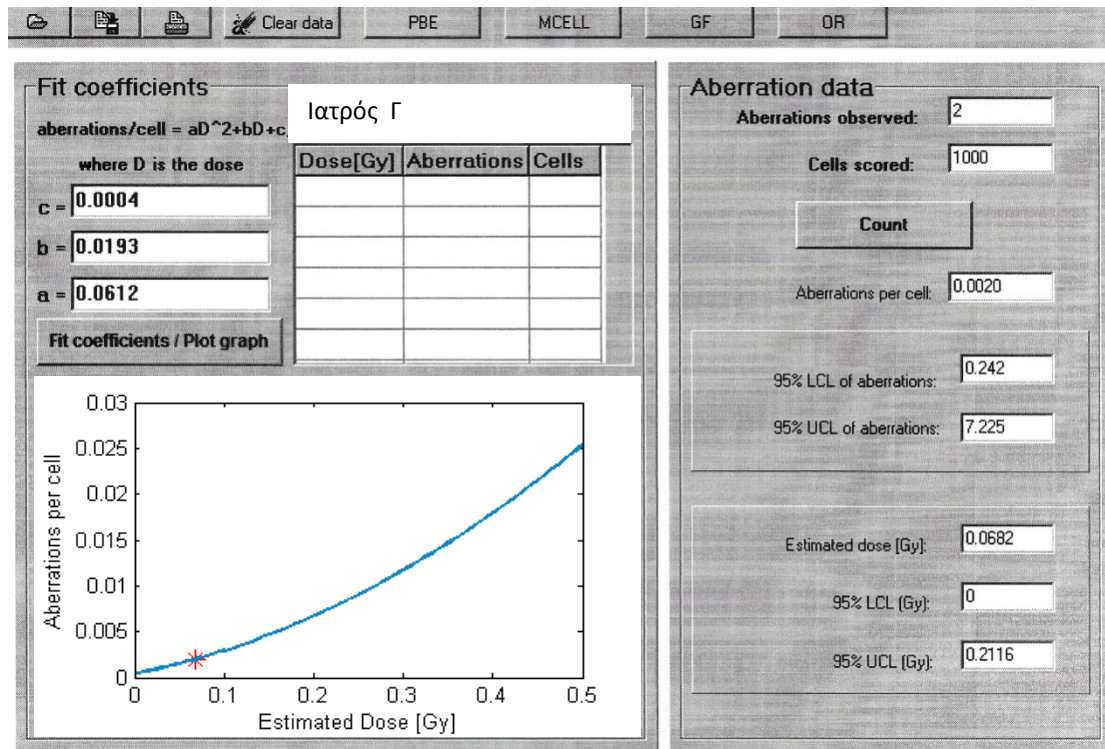 Clear data PBE MCELL GF OR
Fit coefficients
Ιατρός Γ
aberrations/cell = aD^2+bD+c,
where D is the dose
Dose[Gy] Aberrations Cells
c = 0.0004
b = 0.0193
a = 0.0612
Fit coefficients / Plot graph
0.03
0.025
0.02
0.015
0.01
0.005
0
Aberrations per cell
0 0.1 0.2 0.3 0.4 0.5
Estimated Dose [Gy]
Aberration data
Aberrations observed: 2
Cells scored: 1000
Count
Aberrations per cell: 0.0020
95% LCL of aberrations: 0.242
95% UCL of aberrations: 7.225
Estimated dose [Gy]: 0.0682
95% LCL (Gy): 0
95% UCL (Gy): 0.2116